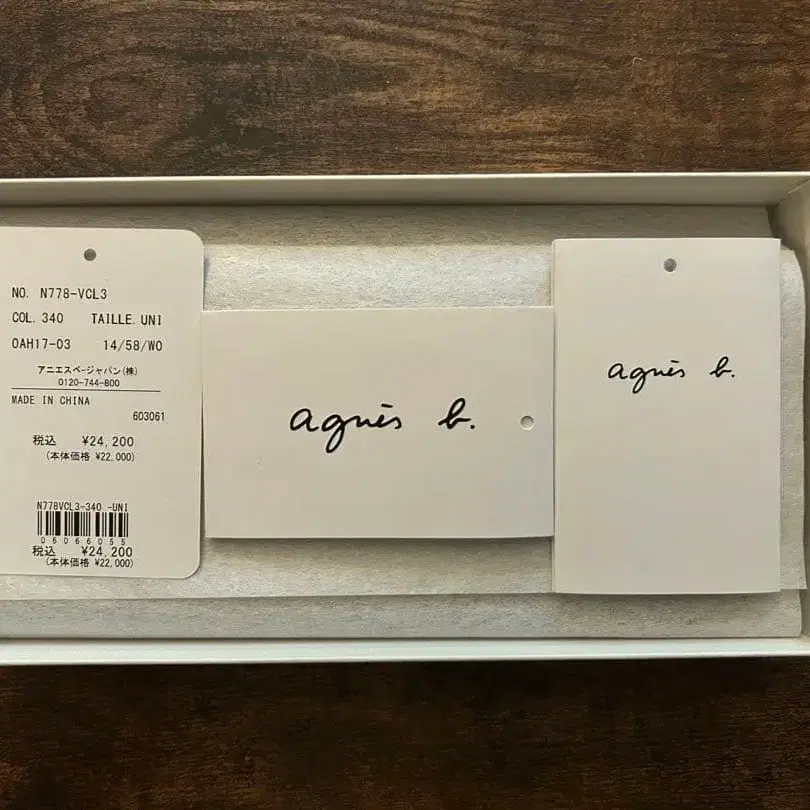 NO. N778-VCL3
COL. 340 TAILLE. UNI
OAH17-03 14/58/WO
アニエスベージャパン(株)
0120-744-800
MADE IN CHINA
603061
税込 ¥24,200
(本体価格 ¥22,000)
N778VCL3-340 -UNI
06066055
税込 ¥24,200
(本体価格 ¥22,000)
agnès b.
agnès b.